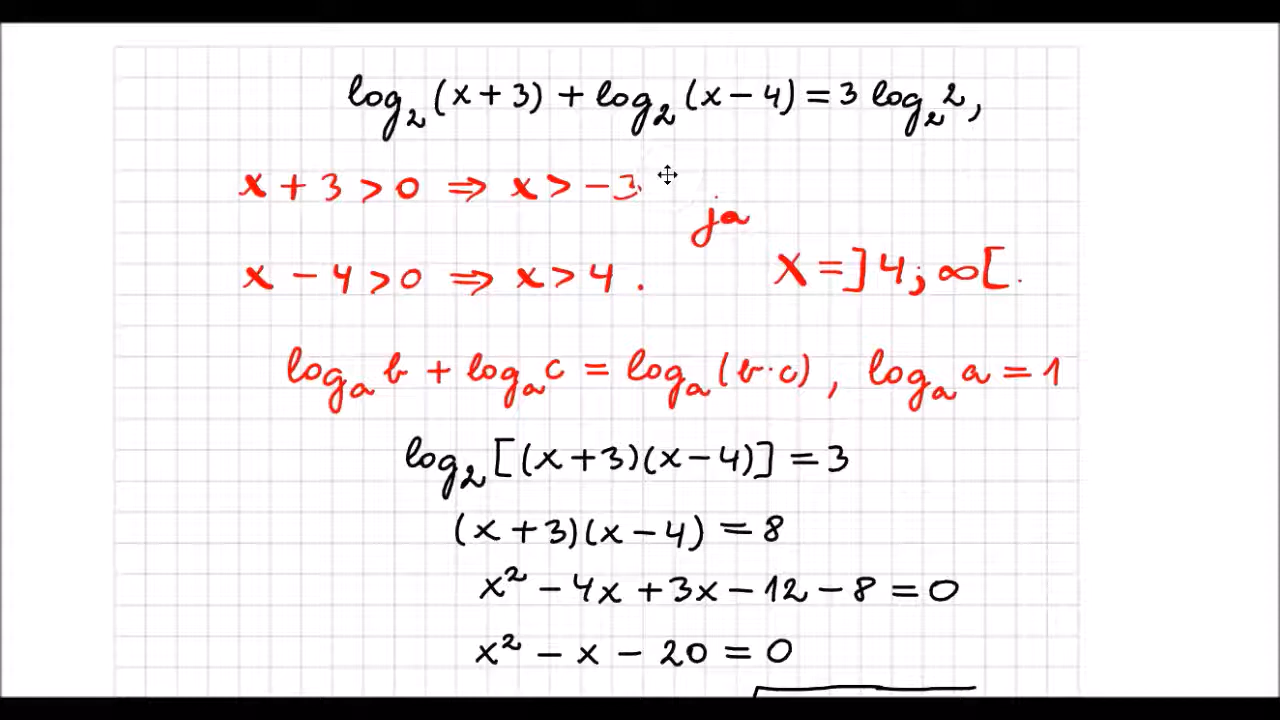 log₂(x+3) + log₂(x−4) = 3 log₂2,
x + 3 > 0 ⇒ x > −3
ja
x − 4 > 0 ⇒ x > 4 . X = ]4; ∞[.
logₐb + logₐc = logₐ(b·c), logₐa = 1
log₂[(x+3)(x−4)] = 3
(x+3)(x−4) = 8
x² − 4x + 3x − 12 − 8 = 0
x² − x − 20 = 0